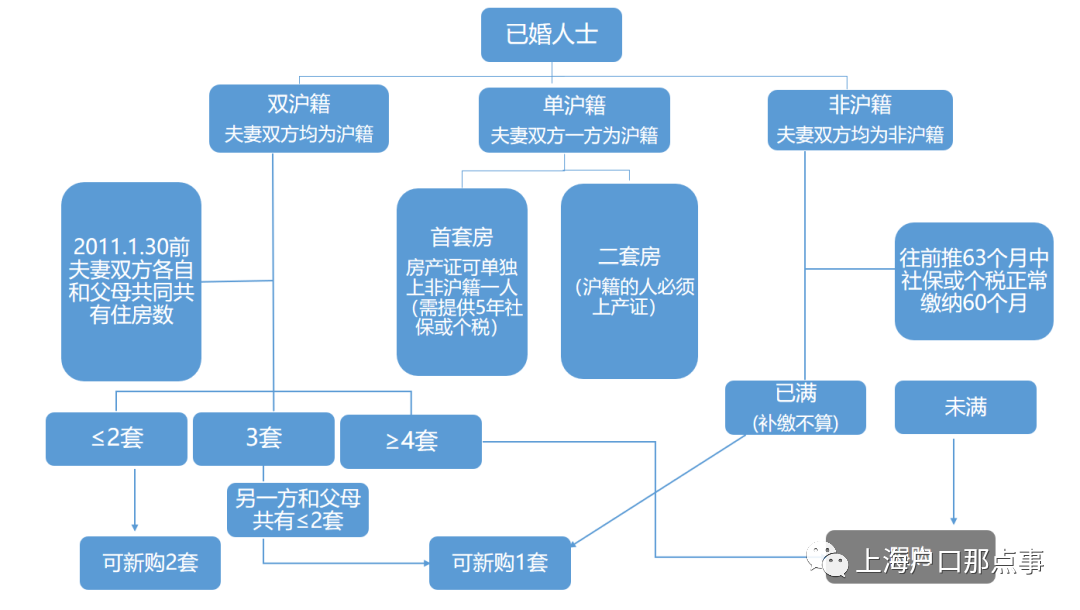 已婚人士
双沪籍
夫妻双方均为沪籍
单沪籍
夫妻双方一方为沪籍
非沪籍
夫妻双方均为非沪籍
2011.1.30前
夫妻双方各自
和父母共同共
有住房数
首套房
房产证可单独
上非沪籍一人
（需提供5年社
保或个税）
二套房
（沪籍的人必须
上产证）
往前推63个月中
社保或个税正常
缴纳60个月
≤2套
3套
≥4套
已满
(补缴不算)
未满
另一方和父母
共有≤2套
可新购2套
可新购1套
上海户口那点事